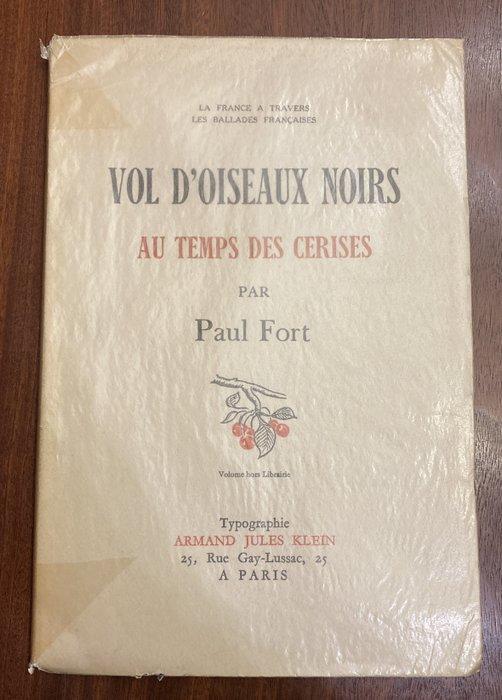 LA FRANCE A TRAVERS
LES BALLADES FRANÇAISES
VOL D'OISEAUX NOIRS
AU TEMPS DES CERISES
PAR
Paul Fort
Volume hors Librairie
Typographie
ARMAND JULES KLEIN
25, Rue Gay-Lussac, 25
A PARIS